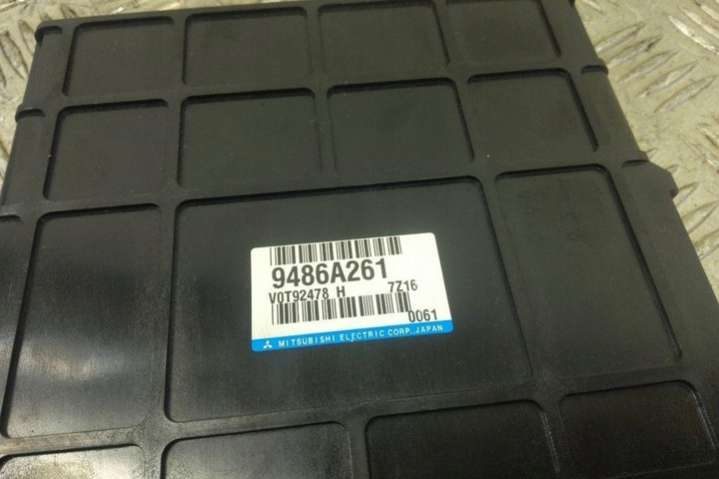 9486A261
V0T92478 H 7Z16
0061
MITSUBISHI ELECTRIC CORP. JAPAN